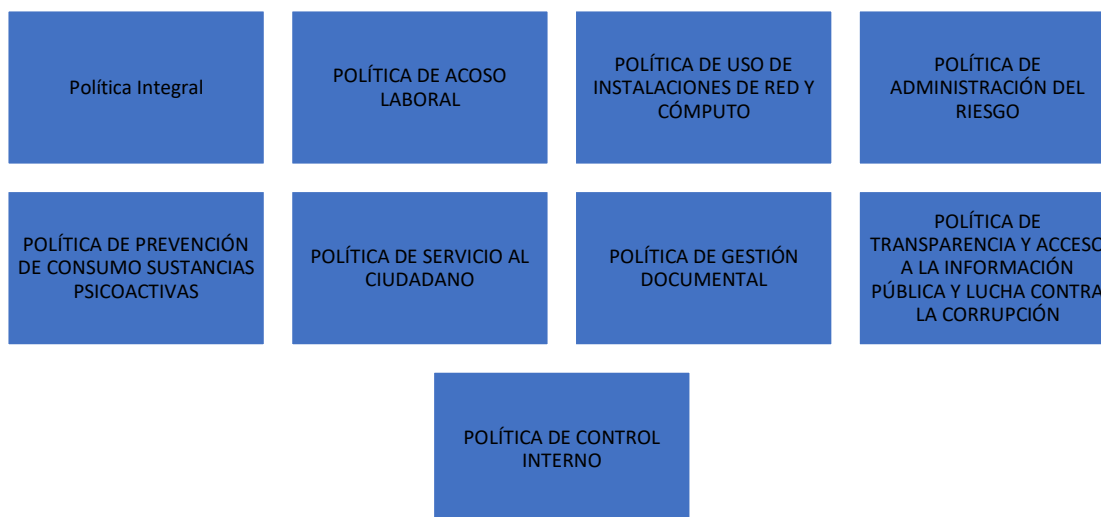 Política Integral
POLÍTICA DE ACOSO
LABORAL
POLÍTICA DE USO DE
INSTALACIONES DE RED Y
CÓMPUTO
POLÍTICA DE
ADMINISTRACIÓN DEL
RIESGO
POLÍTICA DE PREVENCIÓN
DE CONSUMO SUSTANCIAS
PSICOACTIVAS
POLÍTICA DE SERVICIO AL
CIUDADANO
POLÍTICA DE GESTIÓN
DOCUMENTAL
POLÍTICA DE
TRANSPARENCIA Y ACCESO
A LA INFORMACIÓN
PÚBLICA Y LUCHA CONTRA
LA CORRUPCIÓN
POLÍTICA DE CONTROL
INTERNO